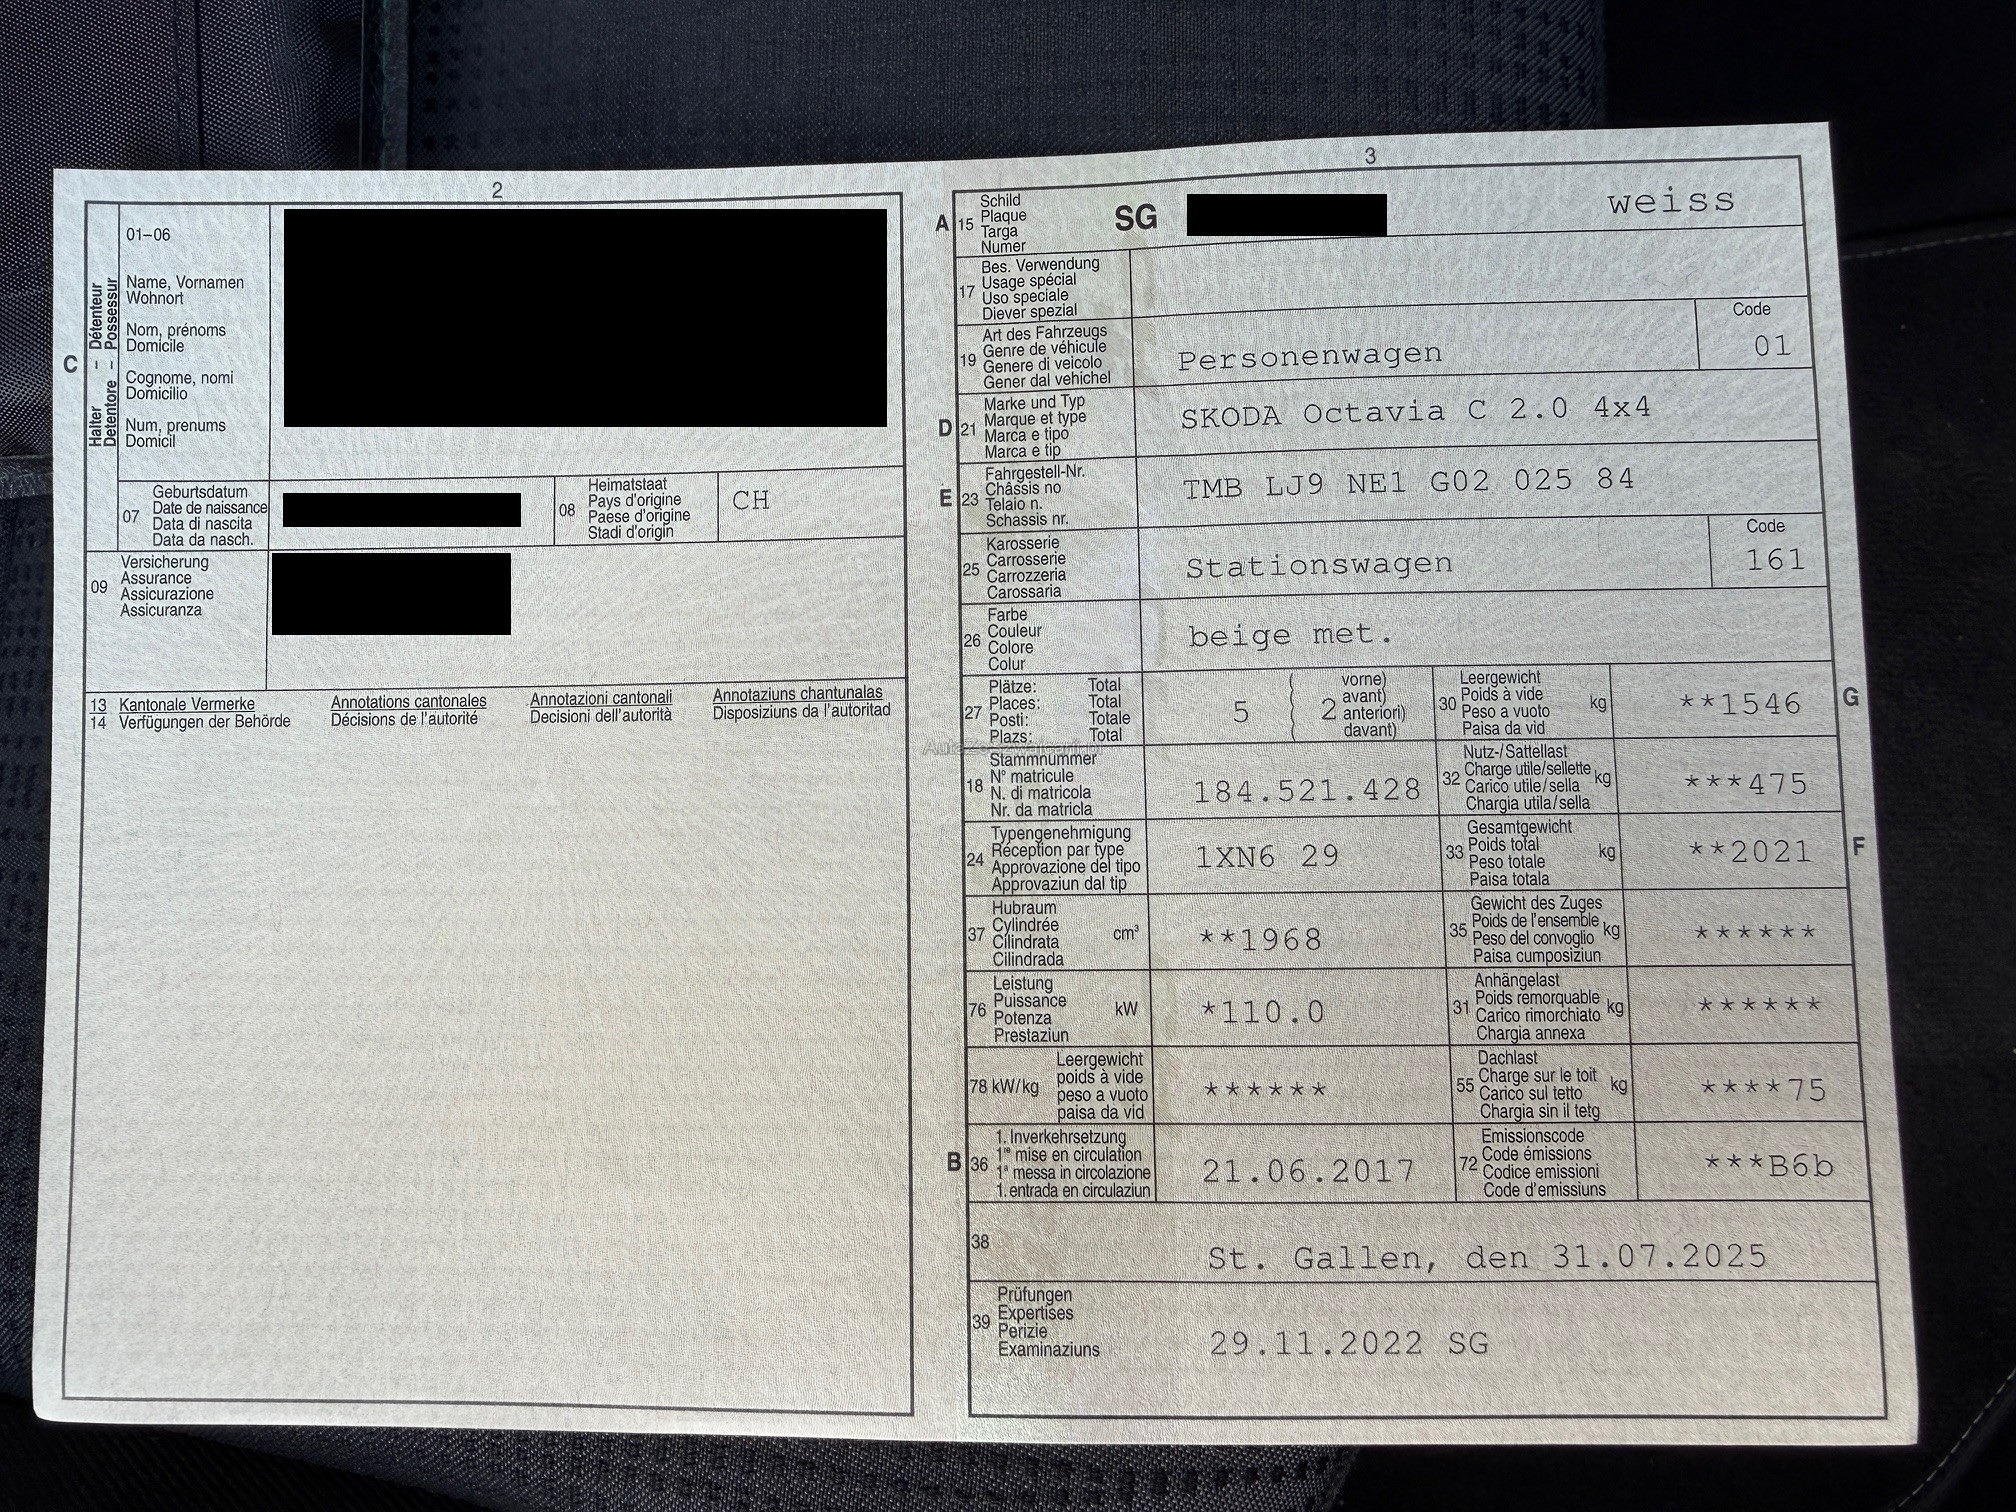 2
01–06
Name, Vornamen
Wohnort
Nom, prénoms
Domicile
Cognome, nomi
Domicilio
Num, prenums
Domicil
C
Halter – Détenteur
Detentore – Possessur
07
Geburtsdatum
Date de naissance
Data di nascita
Data da nasch.
08
Heimatstaat
Pays d'origine
Paese d'origine
Stadi d'origin
CH
09
Versicherung
Assurance
Assicurazione
Assicuranza
13 Kantonale Vermerke Annotations cantonales Annotazioni cantonali Annotaziuns chantunalas
14 Verfügungen der Behörde Décisions de l'autorité Decisioni dell'autorità Disposiziuns da l'autoritad
3
A 15
Schild
Plaque
Targa
Numer
SG weiss
17
Bes. Verwendung
Usage spécial
Uso speciale
Diever spezial
19
Art des Fahrzeugs
Genre de véhicule
Genere di veicolo
Gener dal vehichel
Personenwagen
Code
01
D 21
Marke und Typ
Marque et type
Marca e tipo
Marca e tip
SKODA Octavia C 2.0 4x4
E 23
Fahrgestell-Nr.
Châssis no
Telaio n.
Schassis nr.
TMB LJ9 NE1 G02 025 84
25
Karosserie
Carrosserie
Carrozzeria
Carossaria
Stationswagen
Code
161
26
Farbe
Couleur
Colore
Colur
beige met.
27
Plätze: Total
Places: Total
Posti: Totale
Plazs: Total
5
2
vorne)
avant)
anteriori)
davant)
30
Leergewicht
Poids à vide
Peso a vuoto
Paisa da vid
kg
**1546
G
18
Stammnummer
N° matricule
N. di matricola
Nr. da matricla
184.521.428
32
Nutz-/Sattellast
Charge utile/sellette
Carico utile/sella
Chargia utila/sella
kg
***475
24
Typengenehmigung
Réception par type
Approvazione del tipo
Approvaziun dal tip
1XN6 29
33
Gesamtgewicht
Poids total
Peso totale
Paisa totala
kg
**2021
F
37
Hubraum
Cylindrée
Cilindrata
Cilindrada
cm³
**1968
35
Gewicht des Zuges
Poids de l'ensemble
Peso del convoglio
Paisa cumposiziun
kg
******
76
Leistung
Puissance
Potenza
Prestaziun
kW
*110.0
31
Anhängelast
Poids remorquable
Carico rimorchiato
Chargia annexa
kg
******
78 kW/kg
Leergewicht
poids à vide
peso a vuoto
paisa da vid
******
55
Dachlast
Charge sur le toit
Carico sul tetto
Chargia sin il tetg
kg
****75
B 36
1. Inverkehrsetzung
1re mise en circulation
1a messa in circolazione
1. entrada en circulaziun
21.06.2017
72
Emissionscode
Code émissions
Codice emissioni
Code d'emissiuns
***B6b
38
St. Gallen, den 31.07.2025
39
Prüfungen
Expertises
Perizie
Examinaziuns
29.11.2022 SG